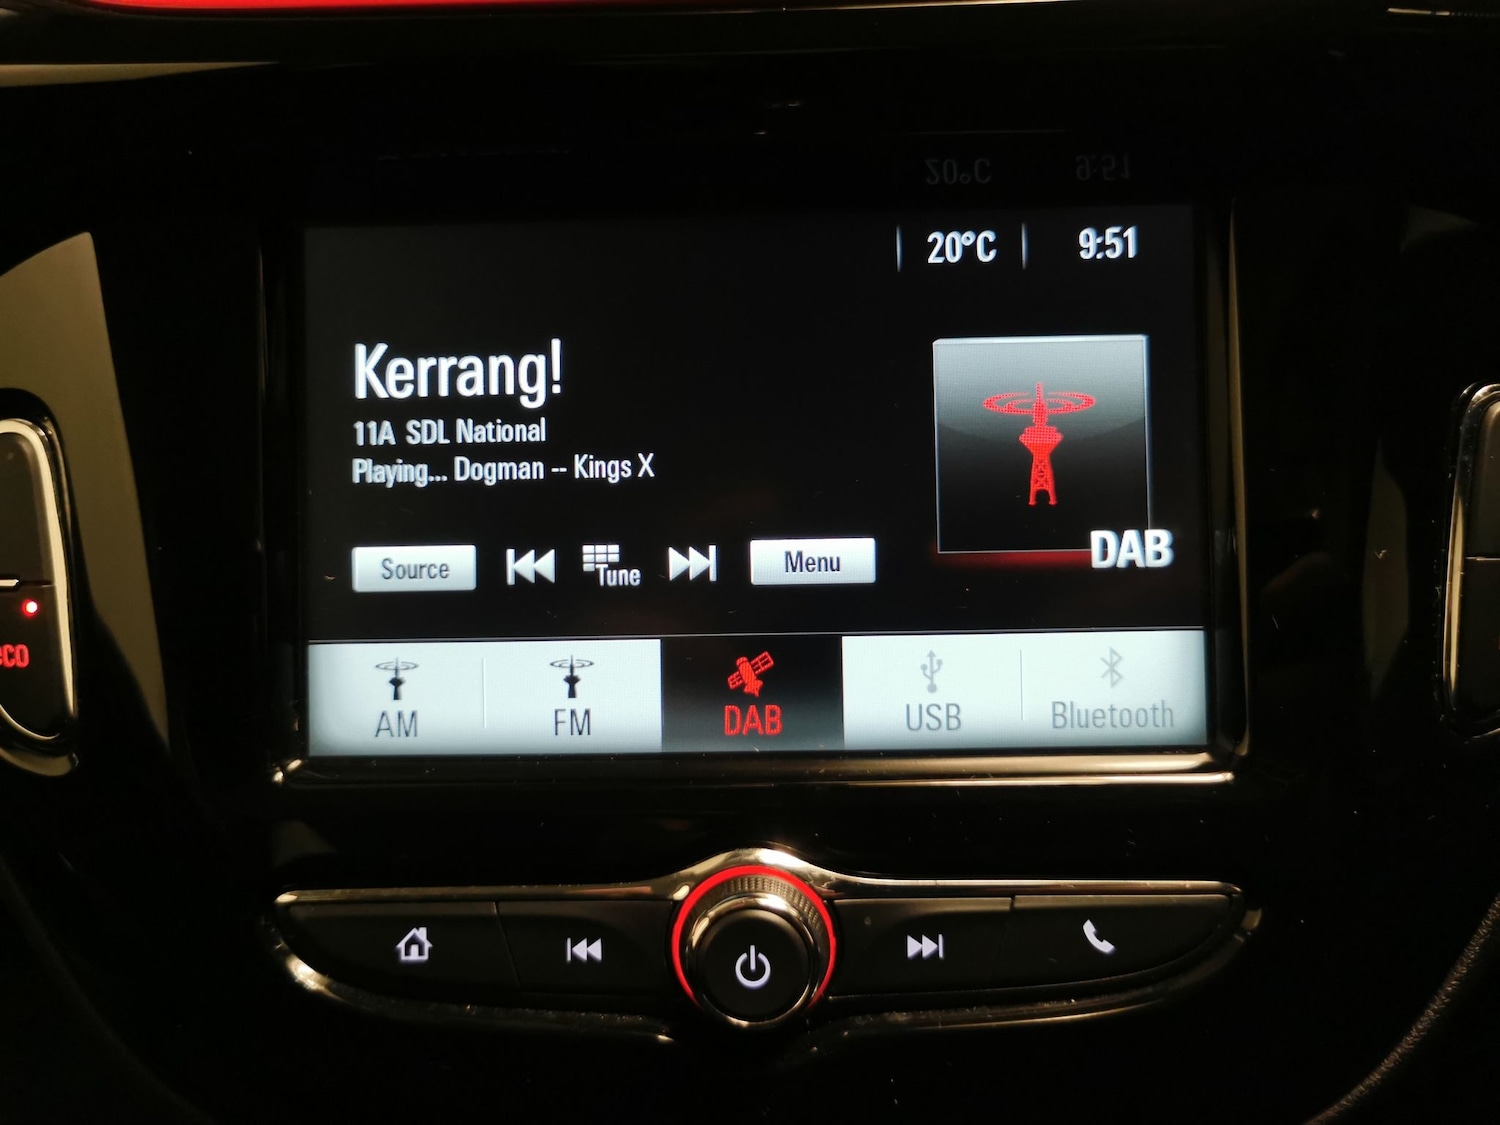 20°C 9:51
Kerrang!
11A SDL National
Playing... Dogman -- Kings X
DAB
Source Tune Menu
AM FM DAB USB Bluetooth
eco